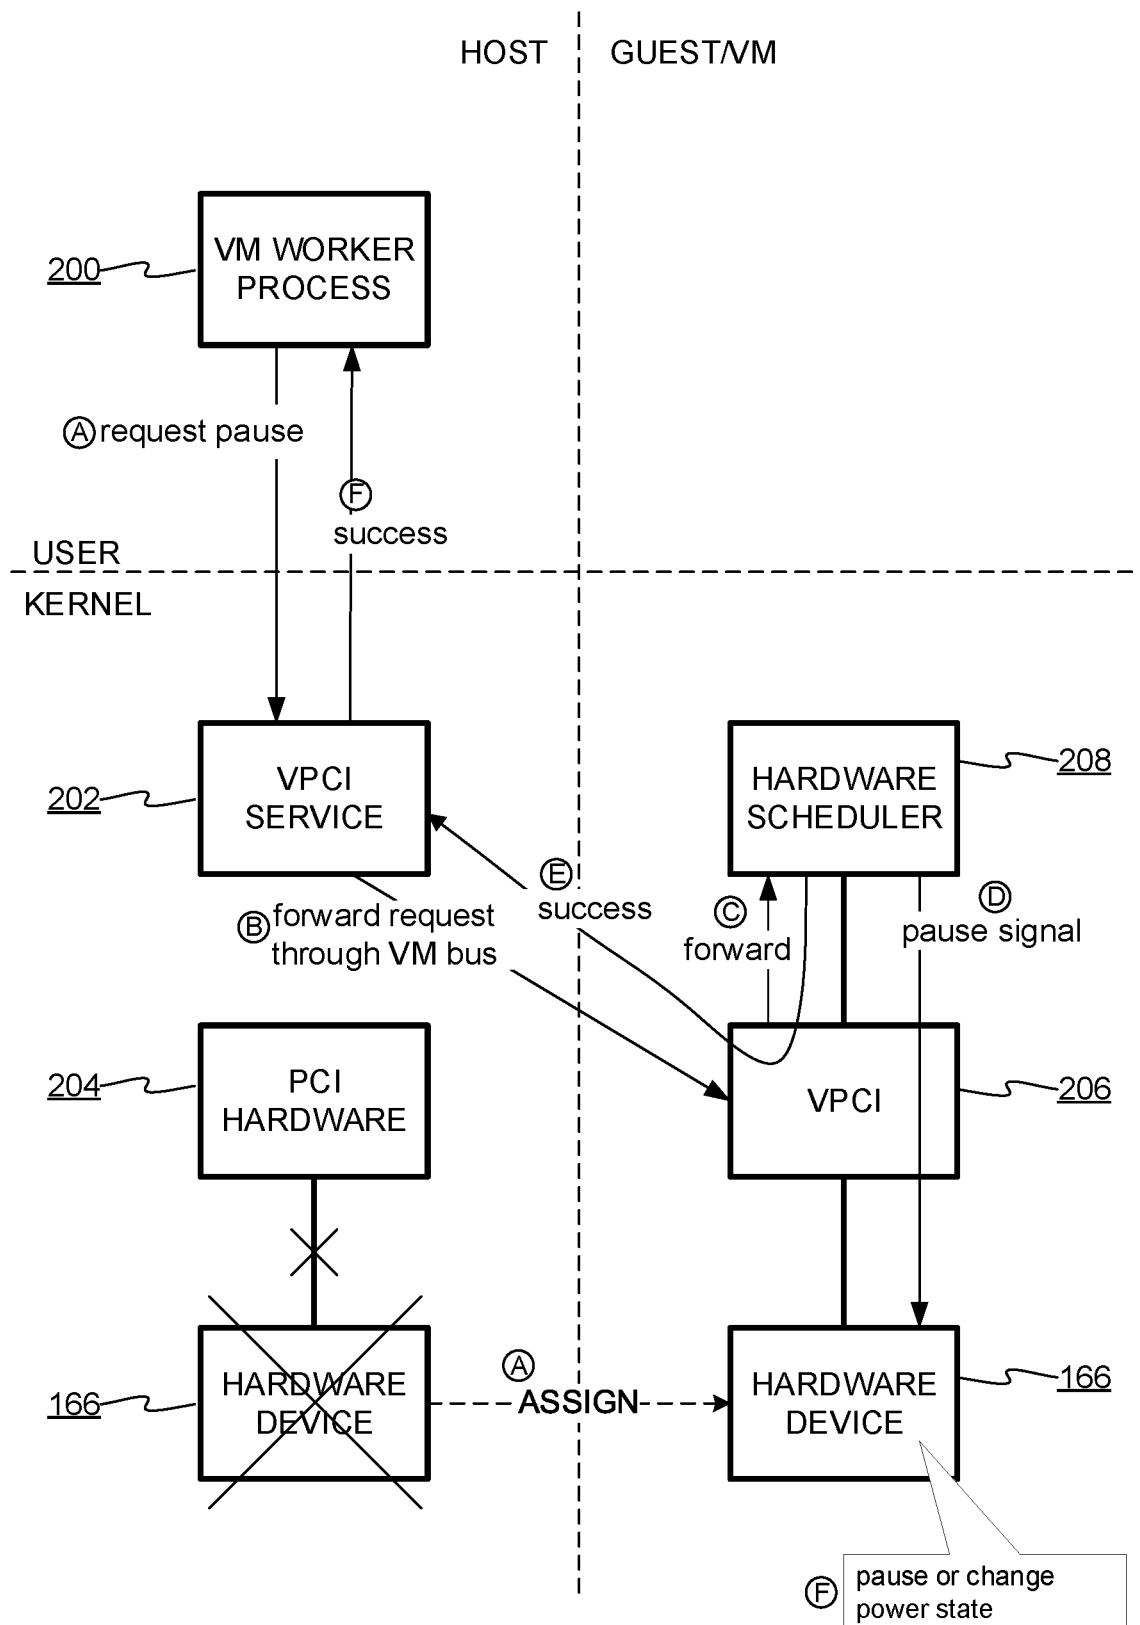 HOST
GUEST/VM
VM WORKER
PROCESS
200
Ⓐ request pause
Ⓕ
success
USER
KERNEL
VPCI
SERVICE
202
HARDWARE
SCHEDULER
208
Ⓔ
success
Ⓑ forward request
through VM bus
Ⓒ
forward
Ⓓ
pause signal
PCI
HARDWARE
204
VPCI
206
HARDWARE
DEVICE
166
Ⓐ
ASSIGN
HARDWARE
DEVICE
166
Ⓕ pause or change
power state